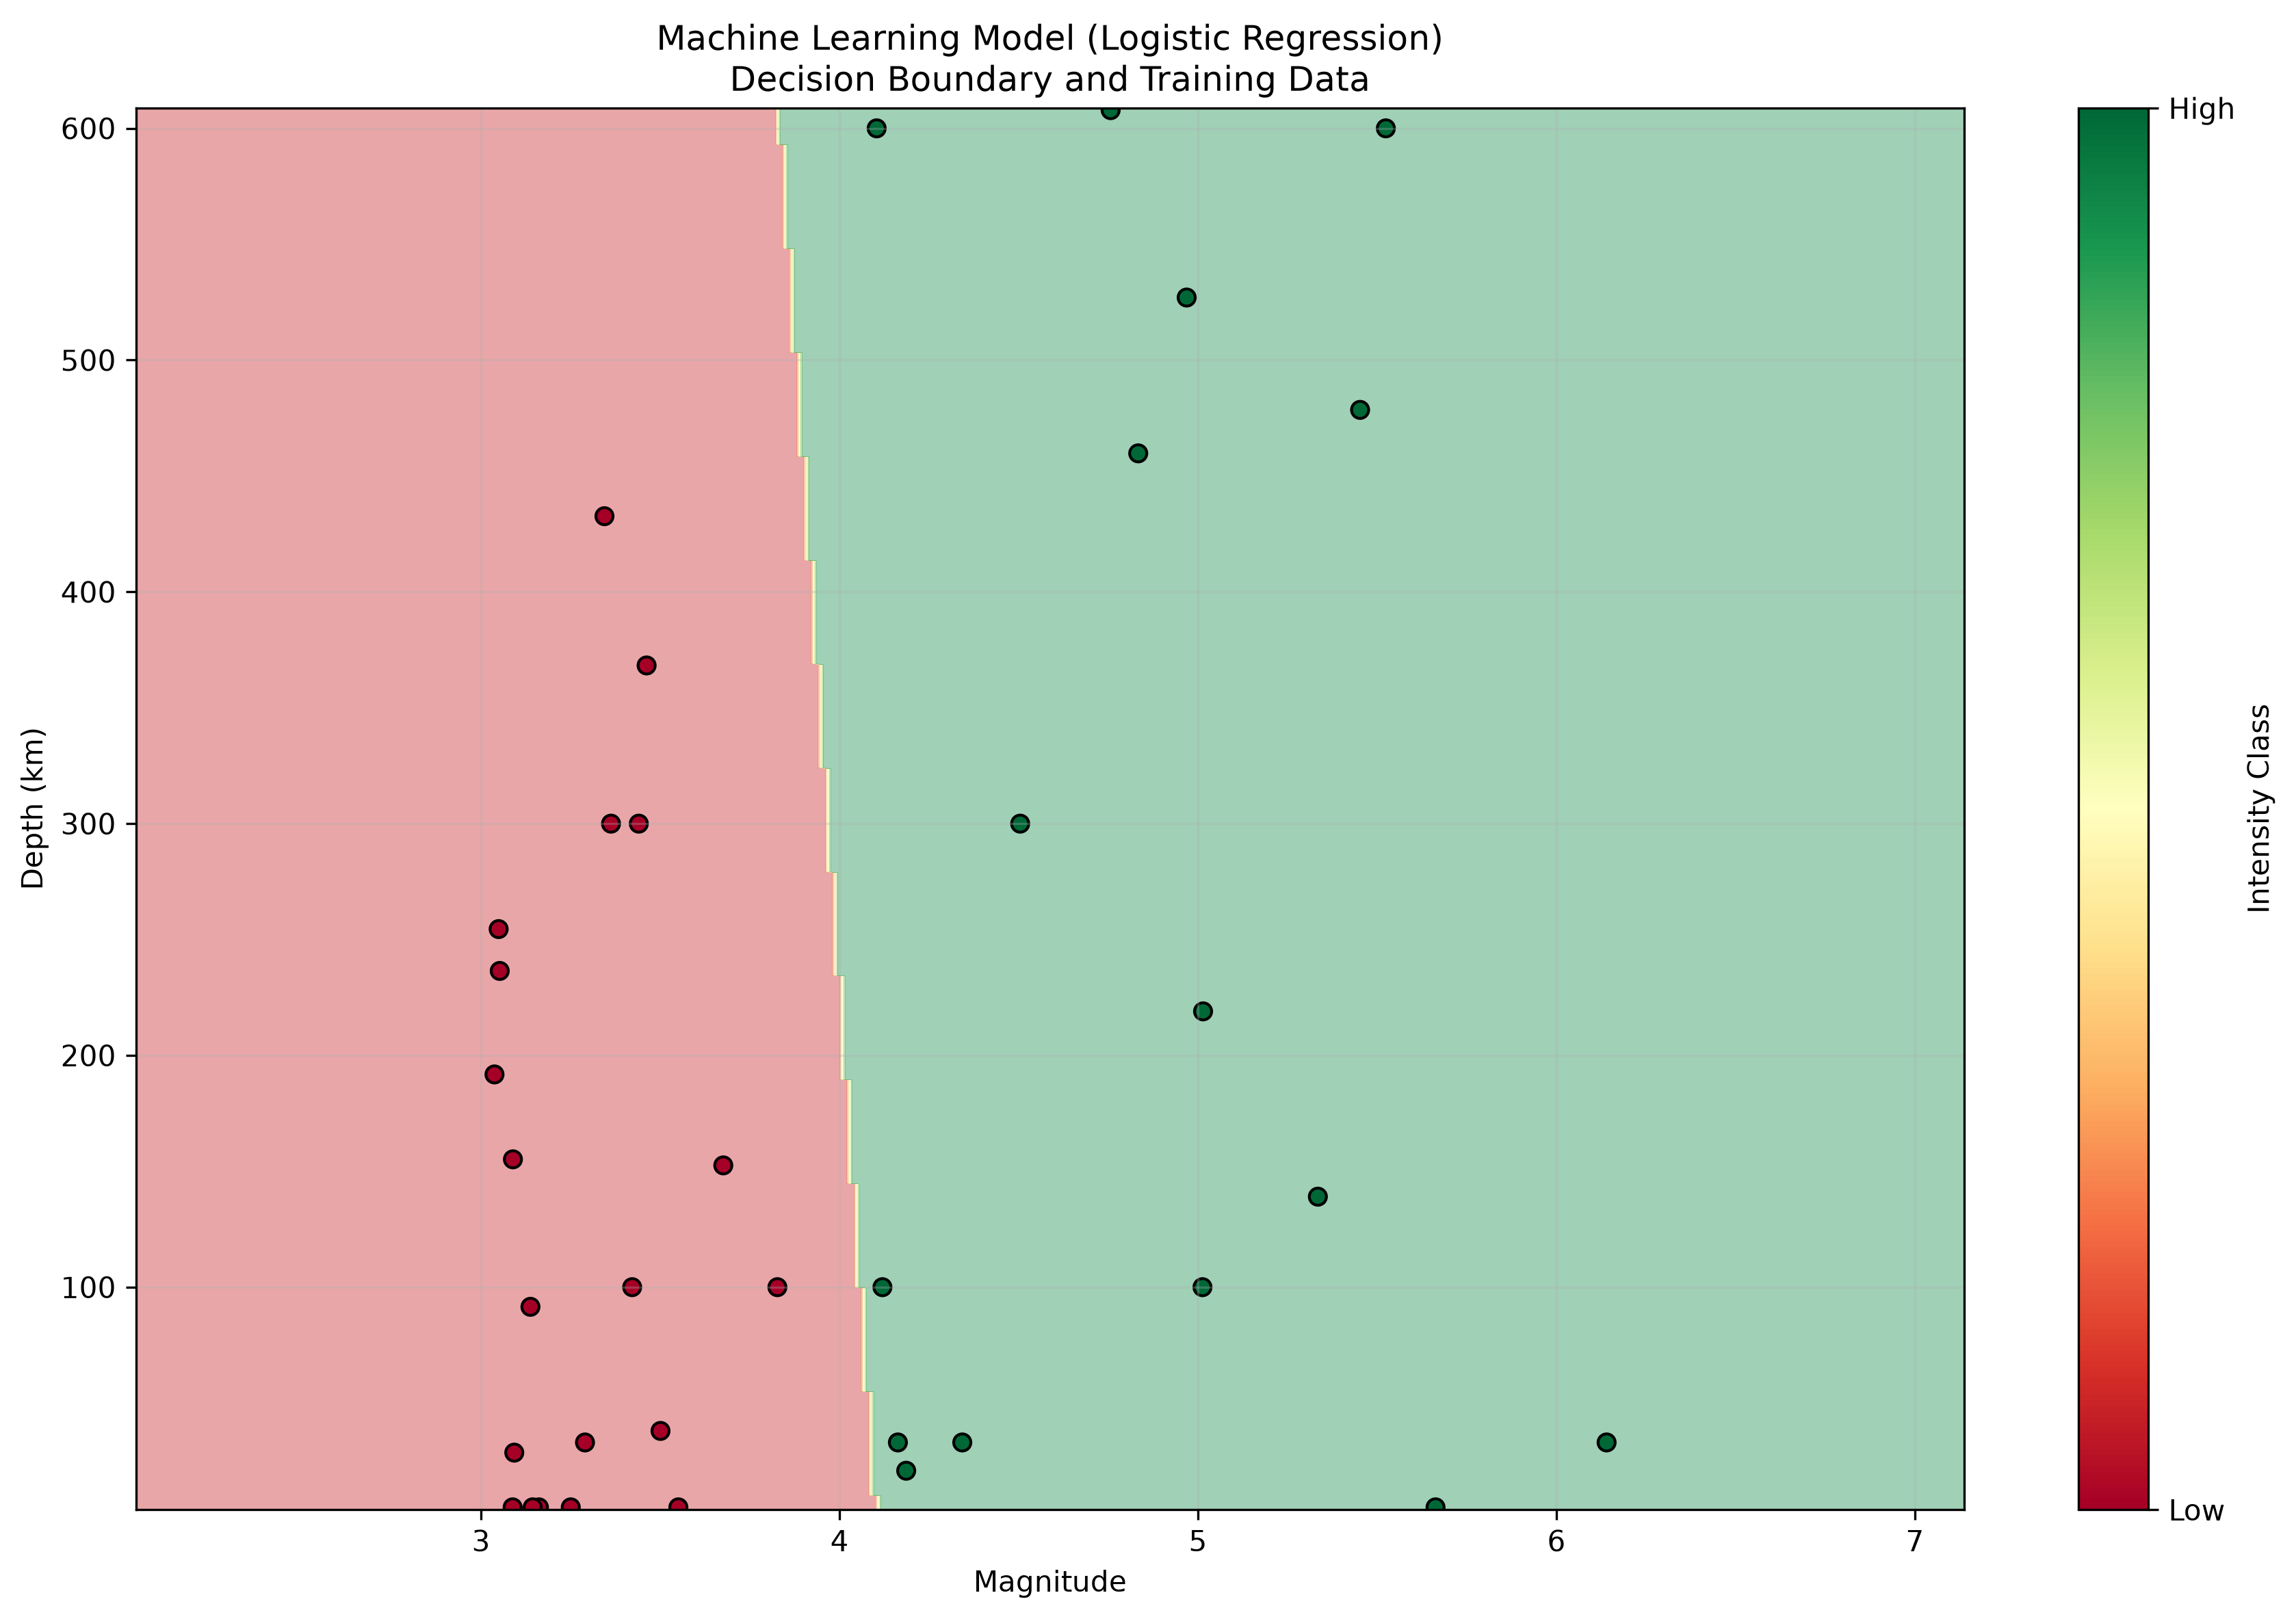 Machine Learning Model (Logistic Regression)
Decision Boundary and Training Data
600
500
400
300
200
100
Depth (km)
3
4
5
6
7
Magnitude
High
Low
Intensity Class